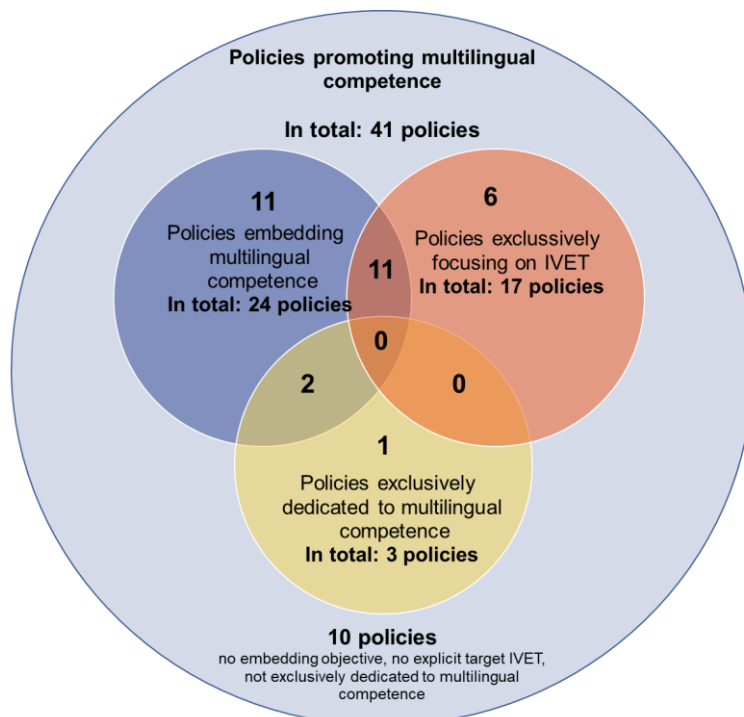 Policies promoting multilingual
competence
In total: 41 policies
11
Policies embedding
multilingual
competence
In total: 24 policies
6
Policies exclussively
focusing on IVET
In total: 17 policies
11
0
2
0
1
Policies exclusively
dedicated to multilingual
competence
In total: 3 policies
10 policies
no embedding objective, no explicit target IVET,
not exclusively dedicated to multilingual
competence